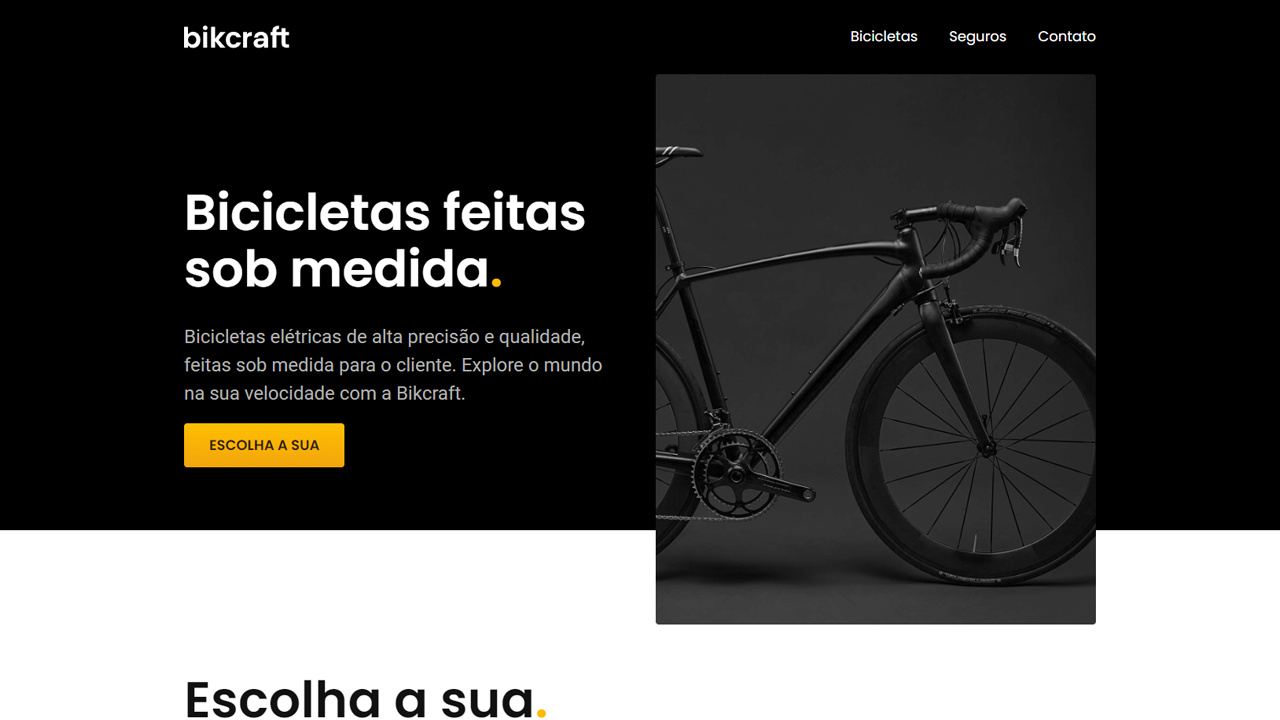 bikcraft
Bicicletas Seguros Contato
Bicicletas feitas
sob medida.
Bicicletas elétricas de alta precisão e qualidade,
feitas sob medida para o cliente. Explore o mundo
na sua velocidade com a Bikcraft.
ESCOLHA A SUA
Escolha a sua.